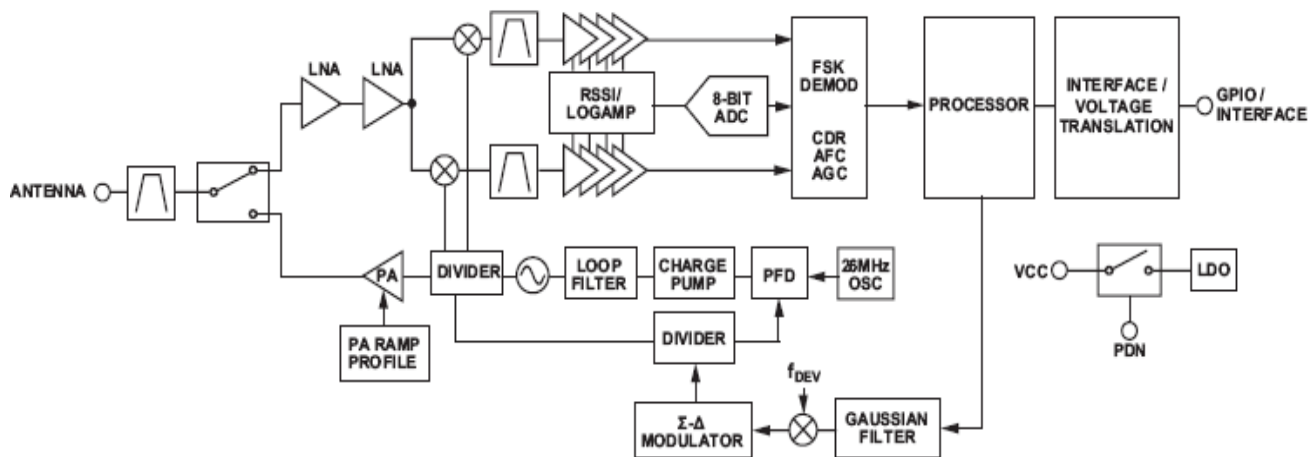 LNA
LNA
RSSI/
LOGAMP
8-BIT
ADC
FSK
DEMOD
CDR
AFC
AGC
PROCESSOR
INTERFACE /
VOLTAGE
TRANSLATION
GPIO /
INTERFACE
ANTENNA
PA
DIVIDER
LOOP
FILTER
CHARGE
PUMP
PFD
26MHz
OSC
VCC
LDO
PDN
PA RAMP
PROFILE
DIVIDER
fDEV
Σ-Δ
MODULATOR
GAUSSIAN
FILTER